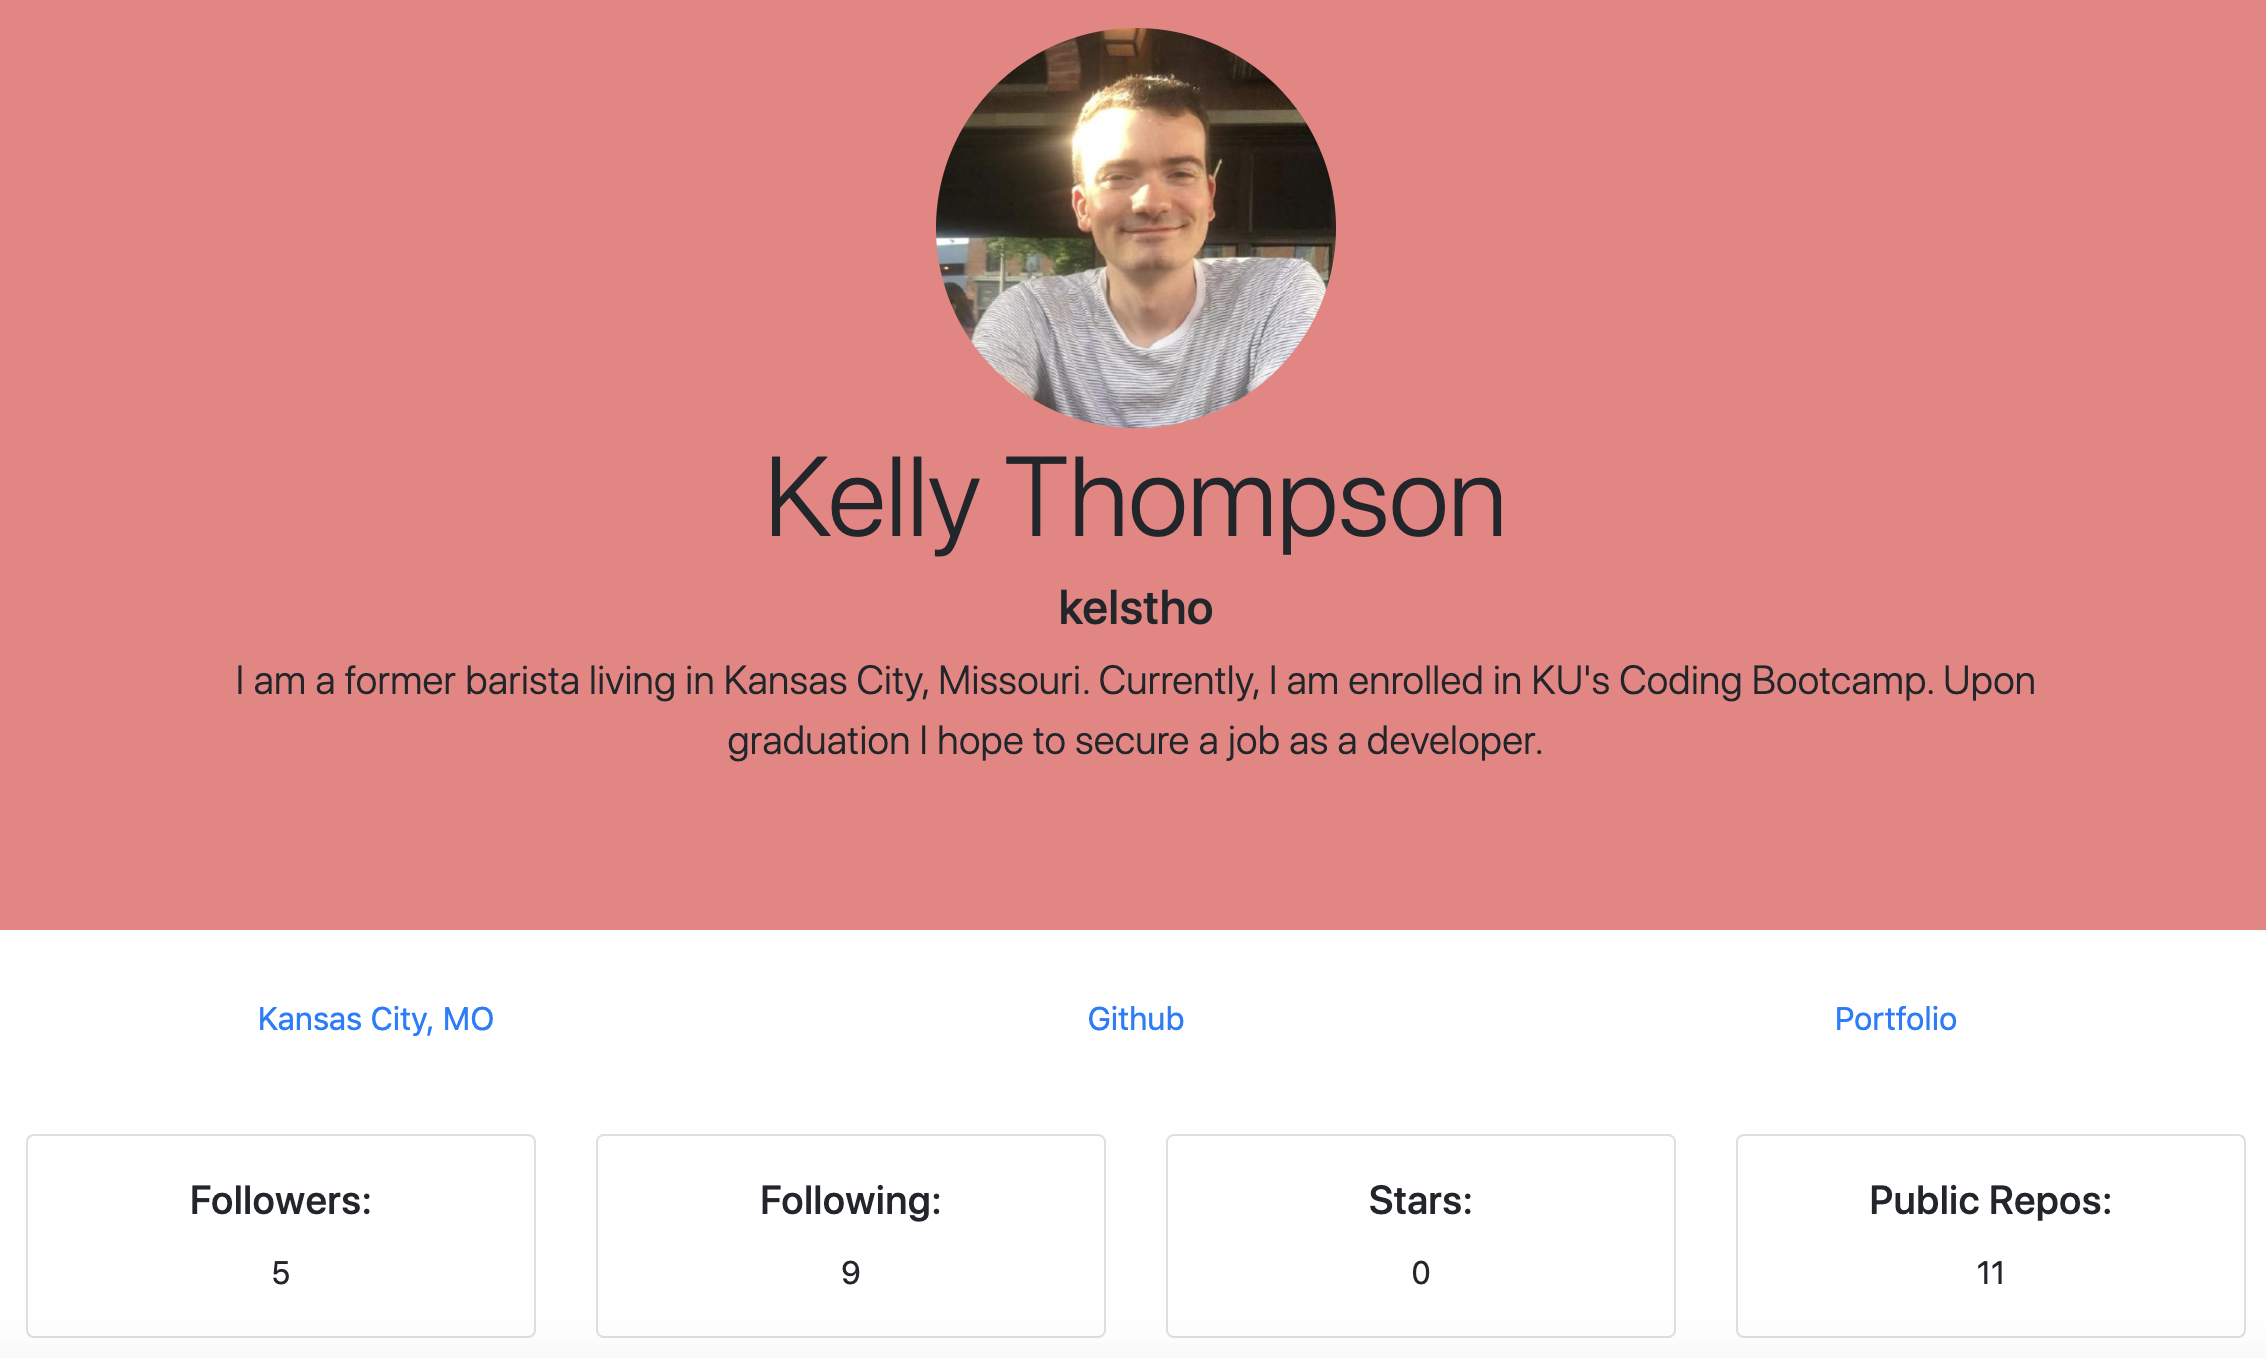 Kelly Thompson
kelstho
I am a former barista living in Kansas City, Missouri. Currently, I am enrolled in KU's Coding Bootcamp. Upon
graduation I hope to secure a job as a developer.
Kansas City, MO
Github
Portfolio
Followers:
5
Following:
9
Stars:
0
Public Repos:
11